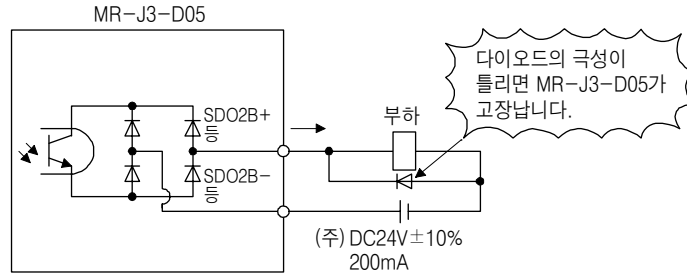 MR-J3-D05
다이오드의 극성이
틀리면 MR-J3-D05가
고장납니다.
SDO2B+
등
부하
SDO2B-
등
(주) DC24V±10%
200mA